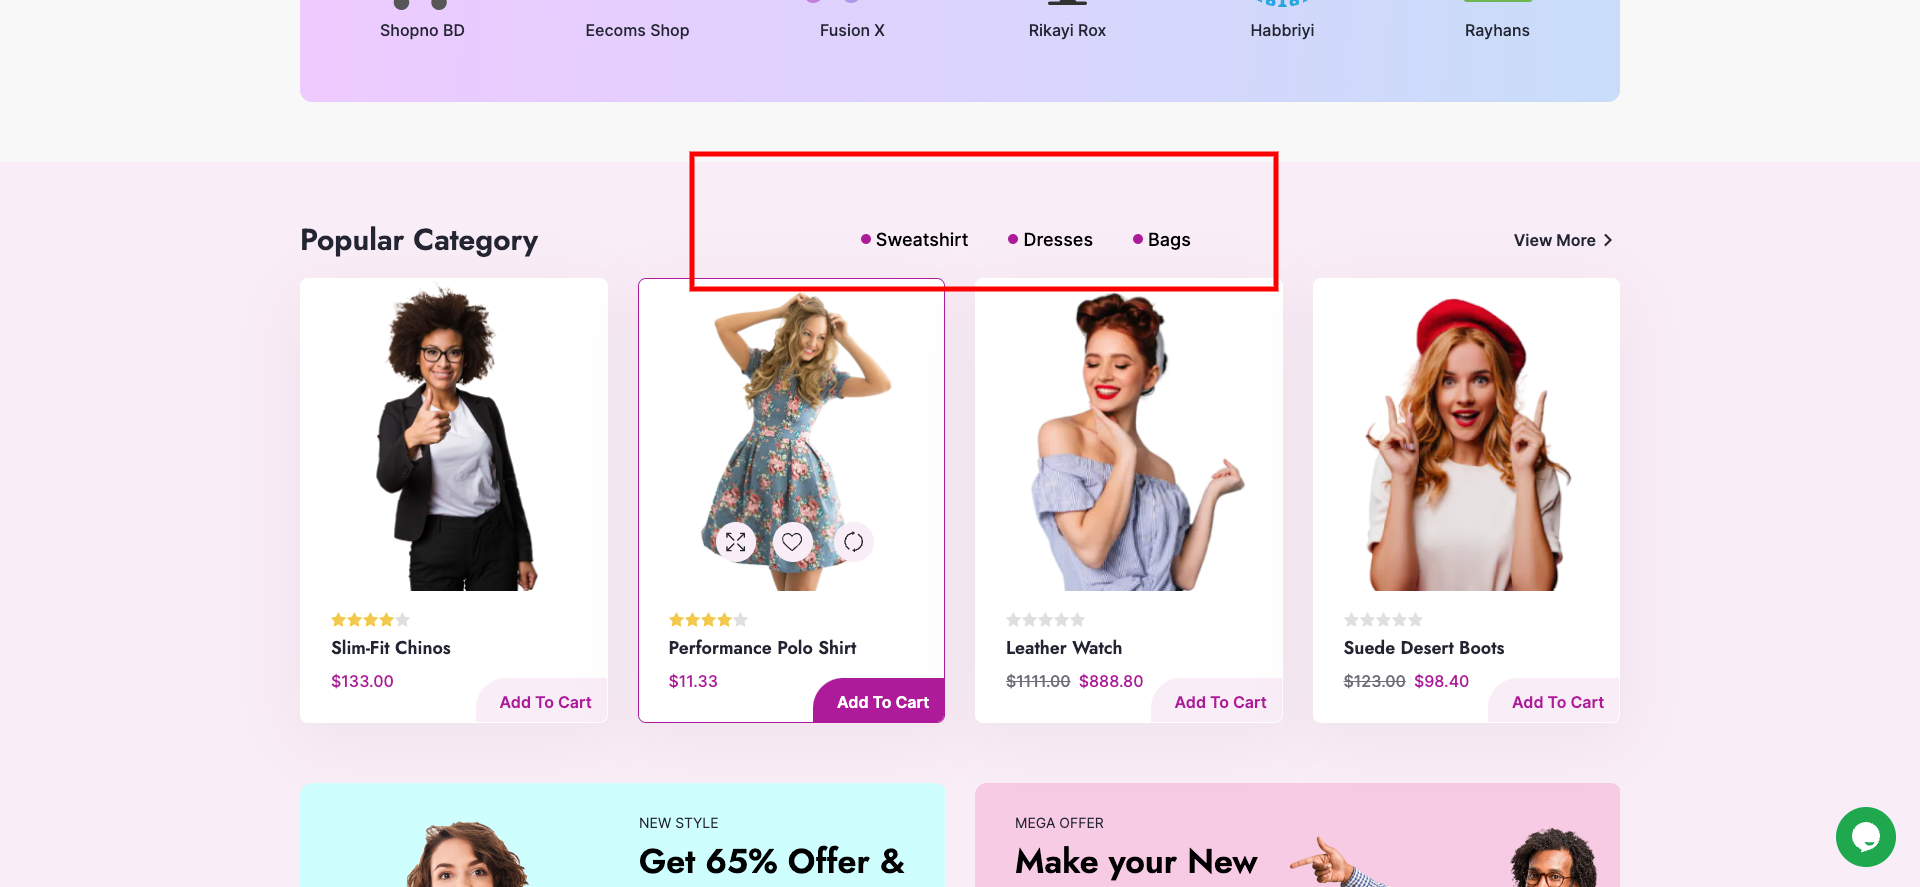 Shopno BD
Eecoms Shop
Fusion X
Rikayi Rox
Habbriyi
Rayhans
Popular Category
Sweatshirt
Dresses
Bags
View More
Slim-Fit Chinos
$133.00
Add To Cart
Performance Polo Shirt
$11.33
Add To Cart
Leather Watch
$1111.00 $888.80
Add To Cart
Suede Desert Boots
$123.00 $98.40
Add To Cart
NEW STYLE
Get 65% Offer &
MEGA OFFER
Make your New